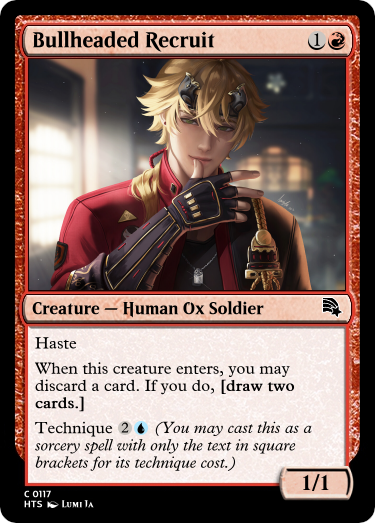 Bullheaded Recruit 1
Creature — Human Ox Soldier
Haste
When this creature enters, you may
discard a card. If you do, [draw two
cards.]
Technique 2 (You may cast this as a
sorcery spell with only the text in square
brackets for its technique cost.)
1/1
C 0117
HTS Lumi Ia